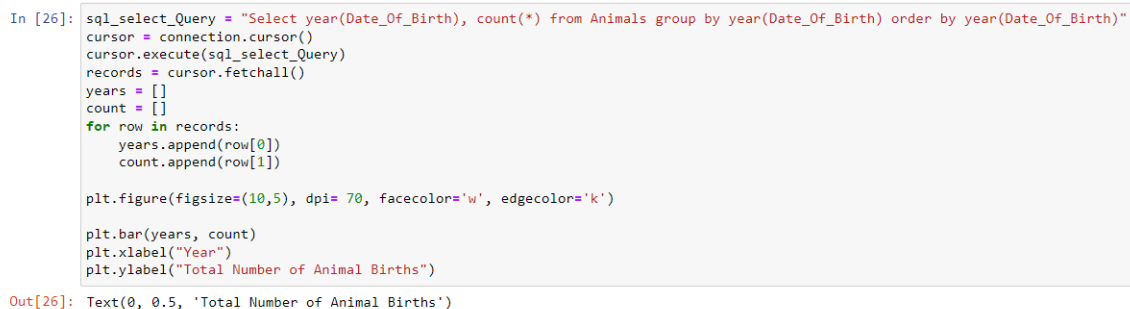 In [26]: sql_select_Query = "Select year(Date_Of_Birth), count(*) from Animals group by year(Date_Of_Birth) order by year(Date_Of_Birth)"
cursor = connection.cursor()
cursor.execute(sql_select_Query)
records = cursor.fetchall()
years = []
count = []
for row in records:
    years.append(row[0])
    count.append(row[1])

plt.figure(figsize=(10,5), dpi= 70, facecolor='w', edgecolor='k')

plt.bar(years, count)
plt.xlabel("Year")
plt.ylabel("Total Number of Animal Births")
Out[26]: Text(0, 0.5, 'Total Number of Animal Births')